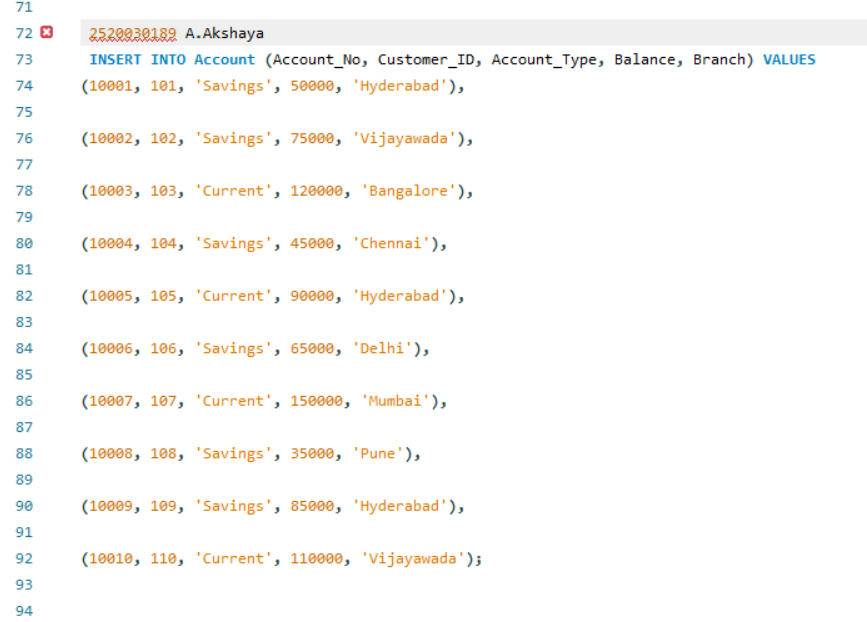 71
72 2520030189 A.Akshaya
73 INSERT INTO Account (Account_No, Customer_ID, Account_Type, Balance, Branch) VALUES
74 (10001, 101, 'Savings', 50000, 'Hyderabad'),
75
76 (10002, 102, 'Savings', 75000, 'Vijayawada'),
77
78 (10003, 103, 'Current', 120000, 'Bangalore'),
79
80 (10004, 104, 'Savings', 45000, 'Chennai'),
81
82 (10005, 105, 'Current', 90000, 'Hyderabad'),
83
84 (10006, 106, 'Savings', 65000, 'Delhi'),
85
86 (10007, 107, 'Current', 150000, 'Mumbai'),
87
88 (10008, 108, 'Savings', 35000, 'Pune'),
89
90 (10009, 109, 'Savings', 85000, 'Hyderabad'),
91
92 (10010, 110, 'Current', 110000, 'Vijayawada');
93
94